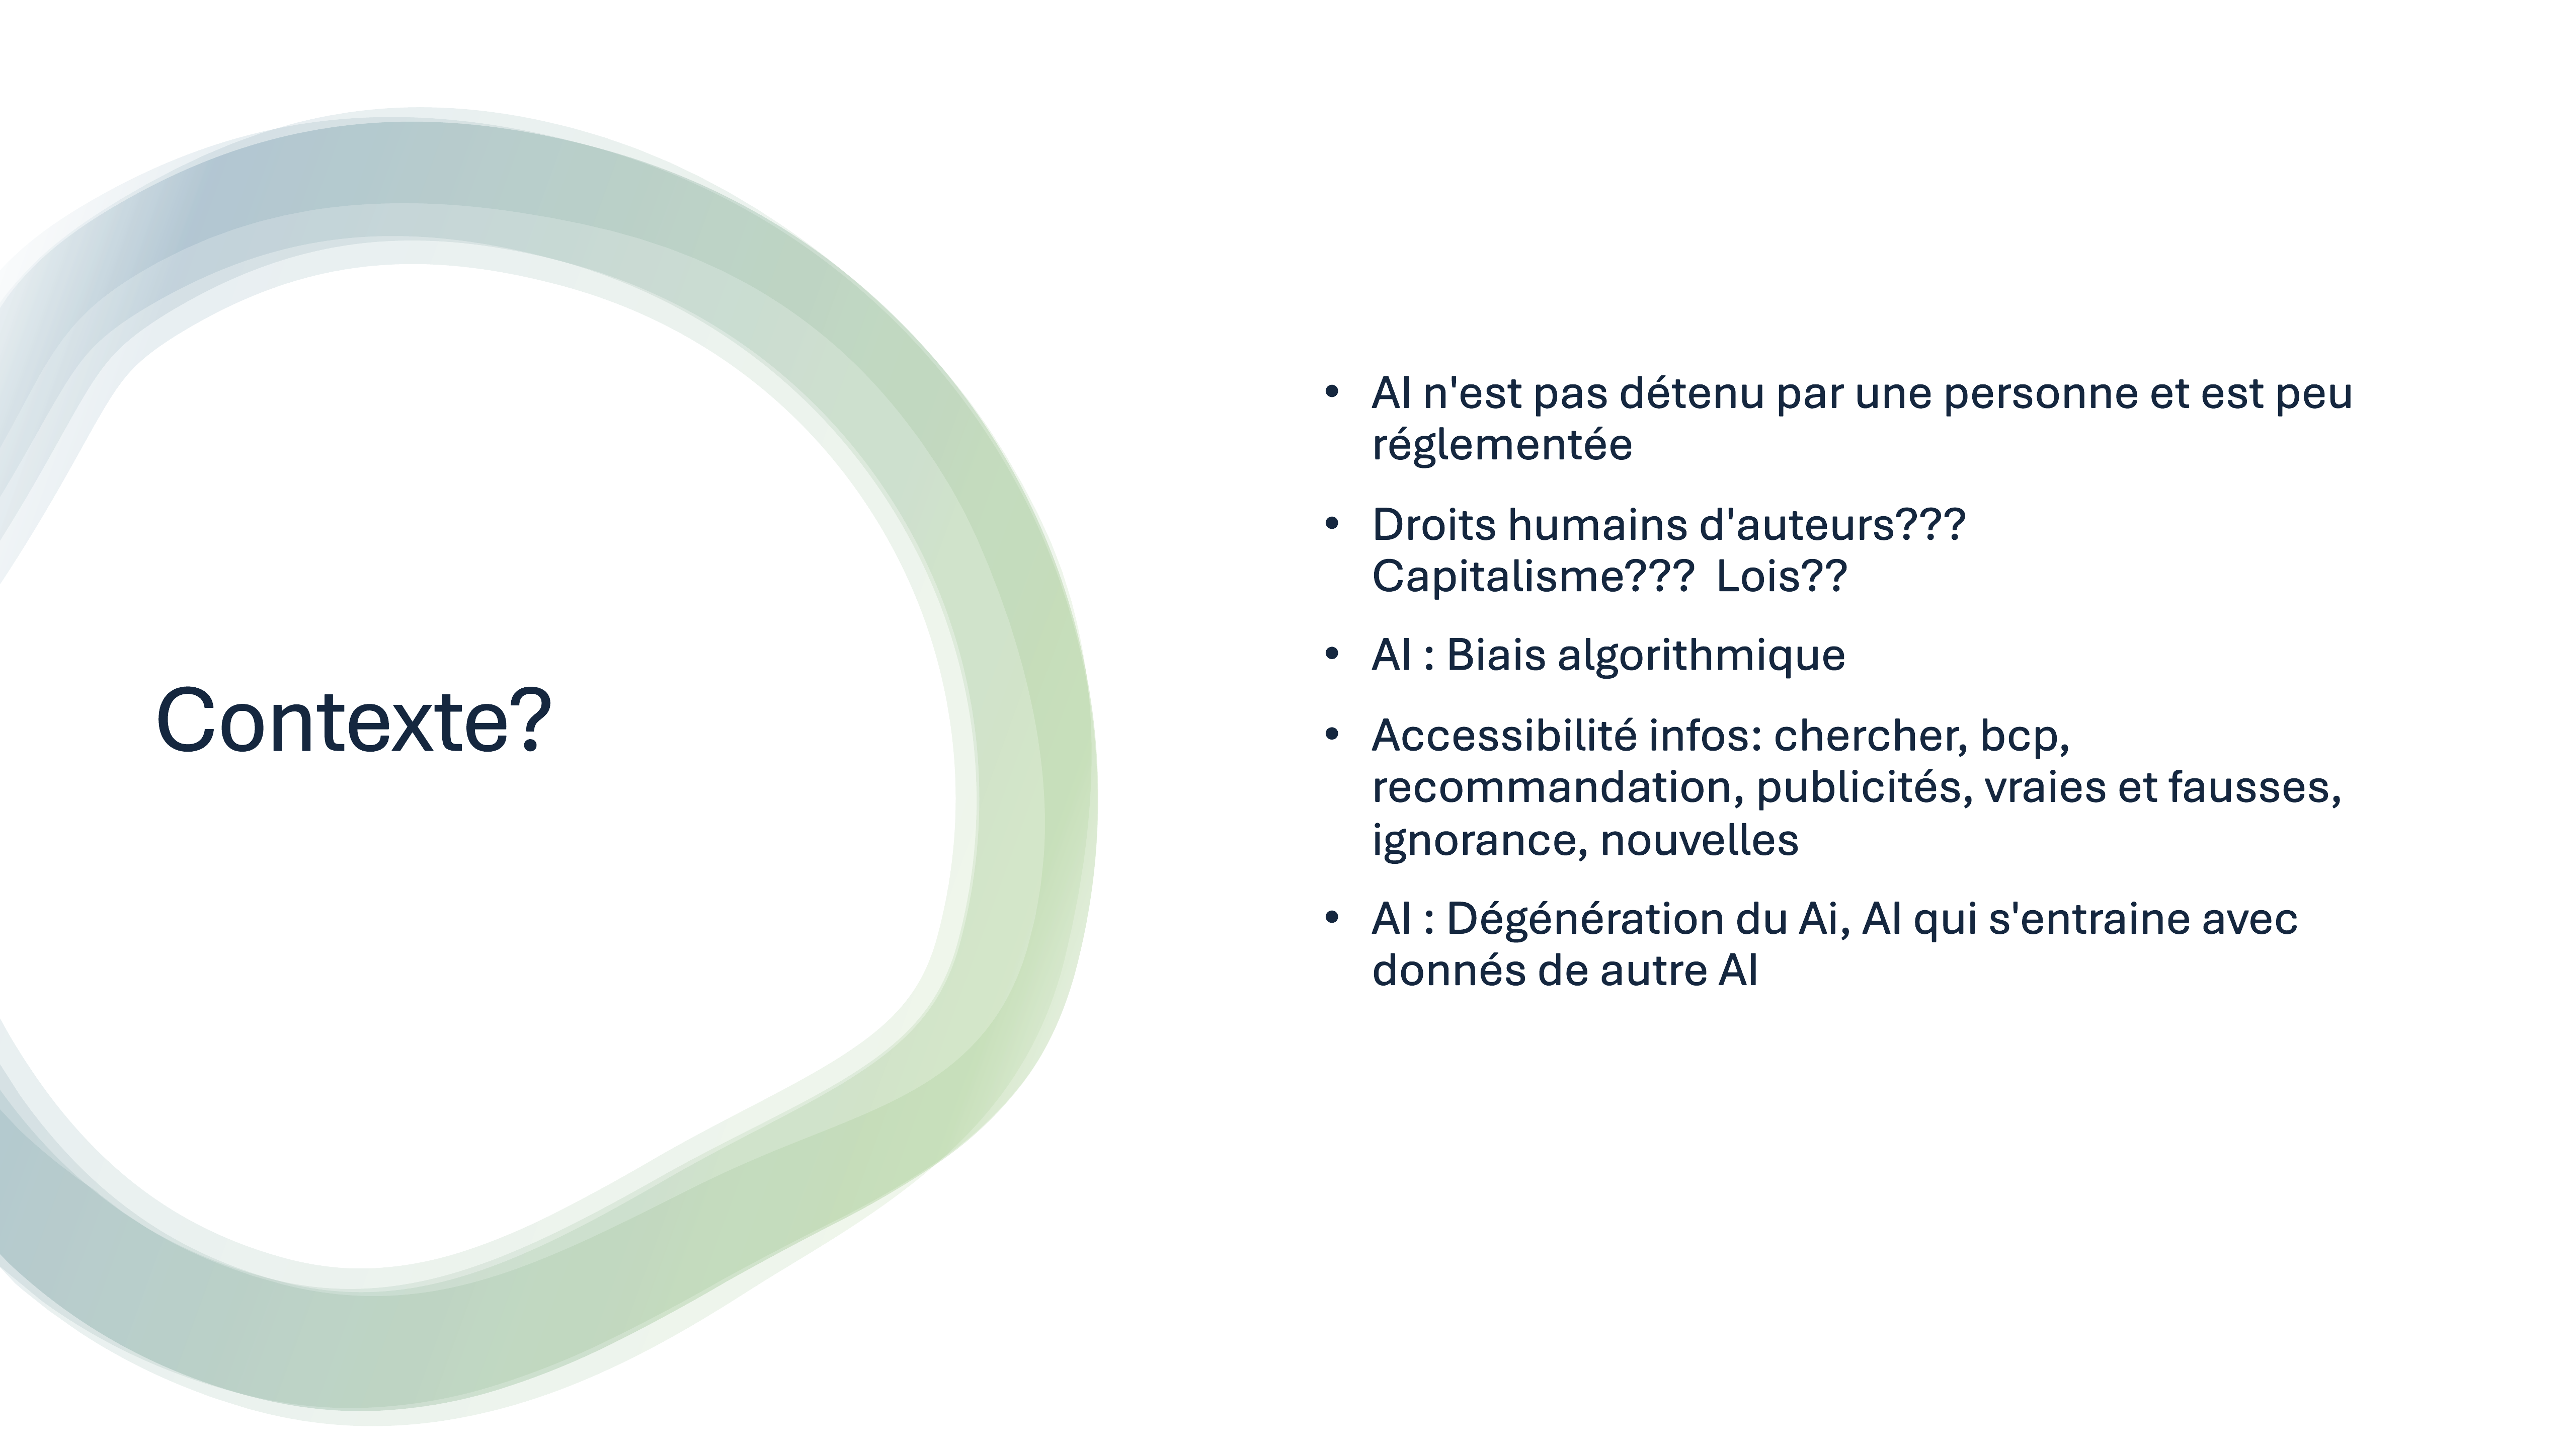 Contexte?
• AI n'est pas détenu par une personne et est peu
réglementée
• Droits humains d'auteurs???
Capitalisme???  Lois??
• AI : Biais algorithmique
• Accessibilité infos: chercher, bcp,
recommandation, publicités, vraies et fausses,
ignorance, nouvelles
• AI : Dégénération du Ai, AI qui s'entraine avec
donnés de autre AI